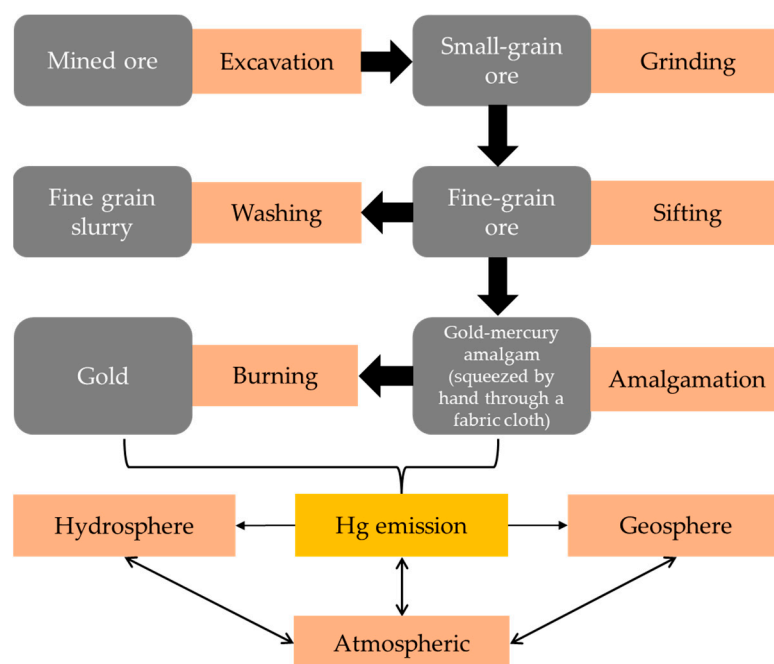 Mined ore
Excavation
Small-grain
ore
Grinding
Fine grain
slurry
Washing
Fine-grain
ore
Sifting
Gold
Burning
Gold-mercury
amalgam
(squeezed by
hand through a
fabric cloth)
Amalgamation
Hydrosphere
Hg emission
Geosphere
Atmospheric